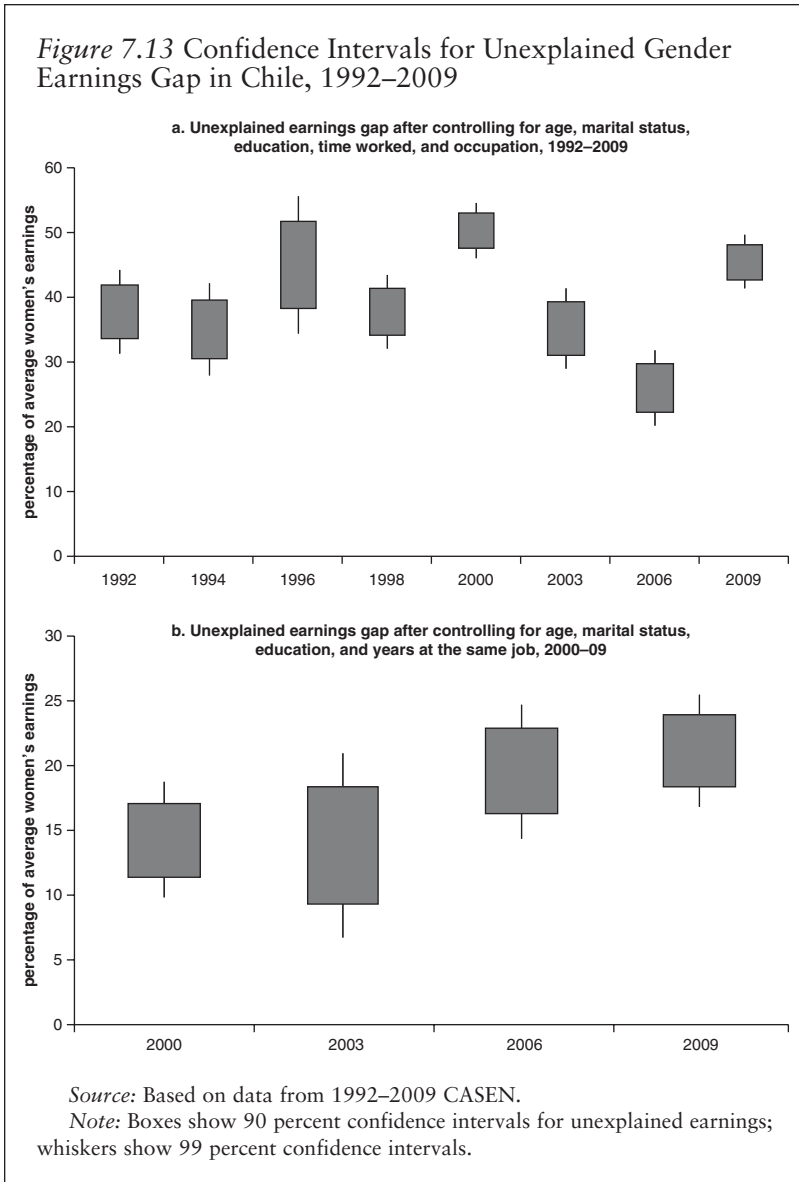 Figure 7.13 Confidence Intervals for Unexplained Gender
Earnings Gap in Chile, 1992–2009
a. Unexplained earnings gap after controlling for age, marital status,
education, time worked, and occupation, 1992–2009
percentage of average women's earnings
60
50
40
30
20
10
0
1992 1994 1996 1998 2000 2003 2006 2009
b. Unexplained earnings gap after controlling for age, marital status,
education, and years at the same job, 2000–09
percentage of average women's earnings
30
25
20
15
10
5
0
2000 2003 2006 2009
Source: Based on data from 1992–2009 CASEN.
Note: Boxes show 90 percent confidence intervals for unexplained earnings;
whiskers show 99 percent confidence intervals.